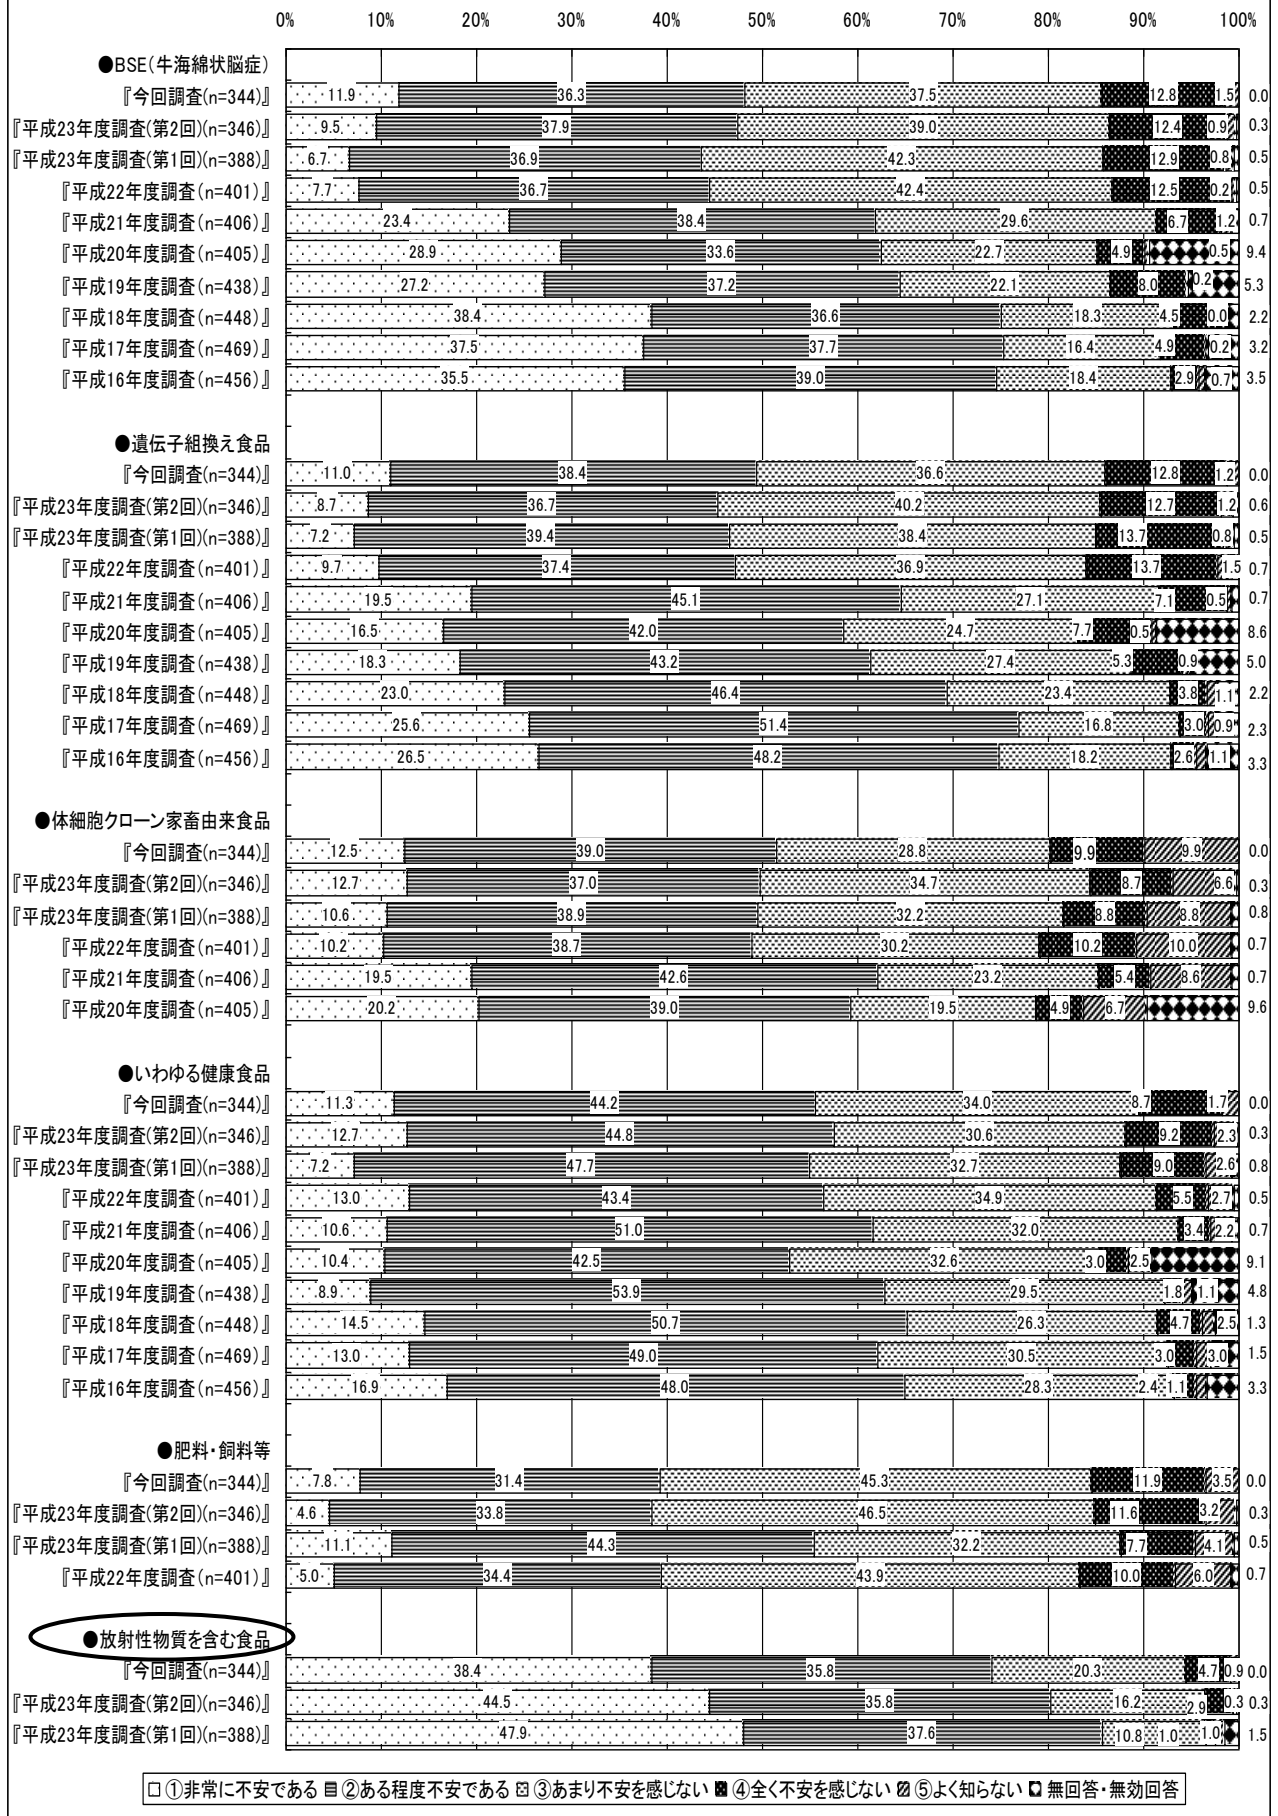 0% 10% 20% 30% 40% 50% 60% 70% 80% 90% 100%
●BSE(牛海綿状脳症)
『今回調査(n=344)』 11.9 36.3 37.5 12.8 1.5 0.0
『平成23年度調査(第2回)(n=346)』 9.5 37.9 39.0 12.4 0.9 0.3
『平成23年度調査(第1回)(n=388)』 6.7 36.9 42.3 12.9 0.8 0.5
『平成22年度調査(n=401)』 7.7 36.7 42.4 12.5 0.2 0.5
『平成21年度調査(n=406)』 23.4 38.4 29.6 6.7 1.2 0.7
『平成20年度調査(n=405)』 28.9 33.6 22.7 4.9 0.5 9.4
『平成19年度調査(n=438)』 27.2 37.2 22.1 8.0 0.2 5.3
『平成18年度調査(n=448)』 38.4 36.6 18.3 4.5 0.0 2.2
『平成17年度調査(n=469)』 37.5 37.7 16.4 4.9 0.2 3.2
『平成16年度調査(n=456)』 35.5 39.0 18.4 2.9 0.7 3.5
●遺伝子組換え食品
『今回調査(n=344)』 11.0 38.4 36.6 12.8 1.2 0.0
『平成23年度調査(第2回)(n=346)』 8.7 36.7 40.2 12.7 1.2 0.6
『平成23年度調査(第1回)(n=388)』 7.2 39.4 38.4 13.7 0.8 0.5
『平成22年度調査(n=401)』 9.7 37.4 36.9 13.7 1.5 0.7
『平成21年度調査(n=406)』 19.5 45.1 27.1 7.1 0.5 0.7
『平成20年度調査(n=405)』 16.5 42.0 24.7 7.7 0.5 8.6
『平成19年度調査(n=438)』 18.3 43.2 27.4 5.3 0.9 5.0
『平成18年度調査(n=448)』 23.0 46.4 23.4 3.8 1.1 2.2
『平成17年度調査(n=469)』 25.6 51.4 16.8 3.0 0.9 2.3
『平成16年度調査(n=456)』 26.5 48.2 18.2 2.6 1.1 3.3
●体細胞クローン家畜由来食品
『今回調査(n=344)』 12.5 39.0 28.8 9.9 9.9 0.0
『平成23年度調査(第2回)(n=346)』 12.7 37.0 34.7 8.7 6.6 0.3
『平成23年度調査(第1回)(n=388)』 10.6 38.9 32.2 8.8 8.8 0.8
『平成22年度調査(n=401)』 10.2 38.7 30.2 10.2 10.0 0.7
『平成21年度調査(n=406)』 19.5 42.6 23.2 5.4 8.6 0.7
『平成20年度調査(n=405)』 20.2 39.0 19.5 4.9 6.7 9.6
●いわゆる健康食品
『今回調査(n=344)』 11.3 44.2 34.0 8.7 1.7 0.0
『平成23年度調査(第2回)(n=346)』 12.7 44.8 30.6 9.2 2.3 0.3
『平成23年度調査(第1回)(n=388)』 7.2 47.7 32.7 9.0 2.6 0.8
『平成22年度調査(n=401)』 13.0 43.4 34.9 5.5 2.7 0.5
『平成21年度調査(n=406)』 10.6 51.0 32.0 3.4 2.2 0.7
『平成20年度調査(n=405)』 10.4 42.5 32.6 3.0 2.5 9.1
『平成19年度調査(n=438)』 8.9 53.9 29.5 1.8 1.1 4.8
『平成18年度調査(n=448)』 14.5 50.7 26.3 4.7 2.5 1.3
『平成17年度調査(n=469)』 13.0 49.0 30.5 3.0 3.0 1.5
『平成16年度調査(n=456)』 16.9 48.0 28.3 2.4 1.1 3.3
●肥料・飼料等
『今回調査(n=344)』 7.8 31.4 45.3 11.9 3.5 0.0
『平成23年度調査(第2回)(n=346)』 4.6 33.8 46.5 11.6 3.2 0.3
『平成23年度調査(第1回)(n=388)』 11.1 44.3 32.2 7.7 4.1 0.5
『平成22年度調査(n=401)』 5.0 34.4 43.9 10.0 6.0 0.7
●放射性物質を含む食品
『今回調査(n=344)』 38.4 35.8 20.3 4.7 0.9 0.0
『平成23年度調査(第2回)(n=346)』 44.5 35.8 16.2 2.9 0.3 0.3
『平成23年度調査(第1回)(n=388)』 47.9 37.6 10.8 1.0 1.0 1.5
①非常に不安である ②ある程度不安である ③あまり不安を感じない ④全く不安を感じない ⑤よく知らない 無回答・無効回答